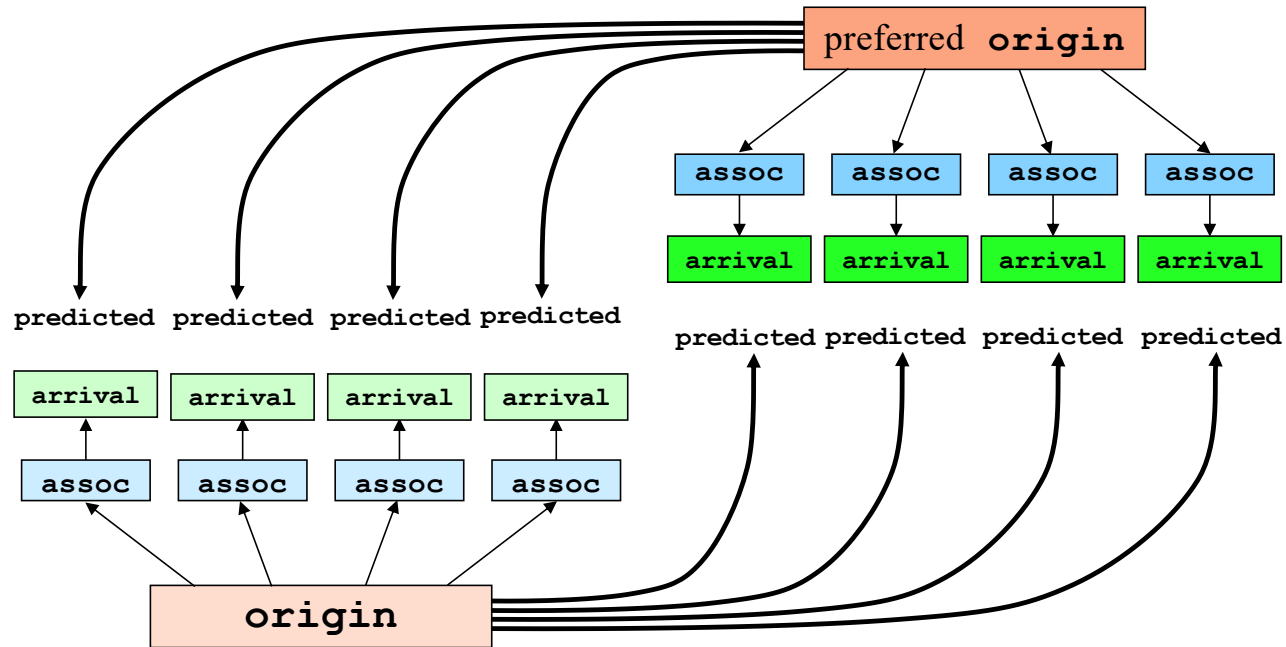 preferred origin
assoc assoc assoc assoc
arrival arrival arrival arrival
predicted predicted predicted predicted
predicted predicted predicted predicted
arrival arrival arrival arrival
assoc assoc assoc assoc
origin